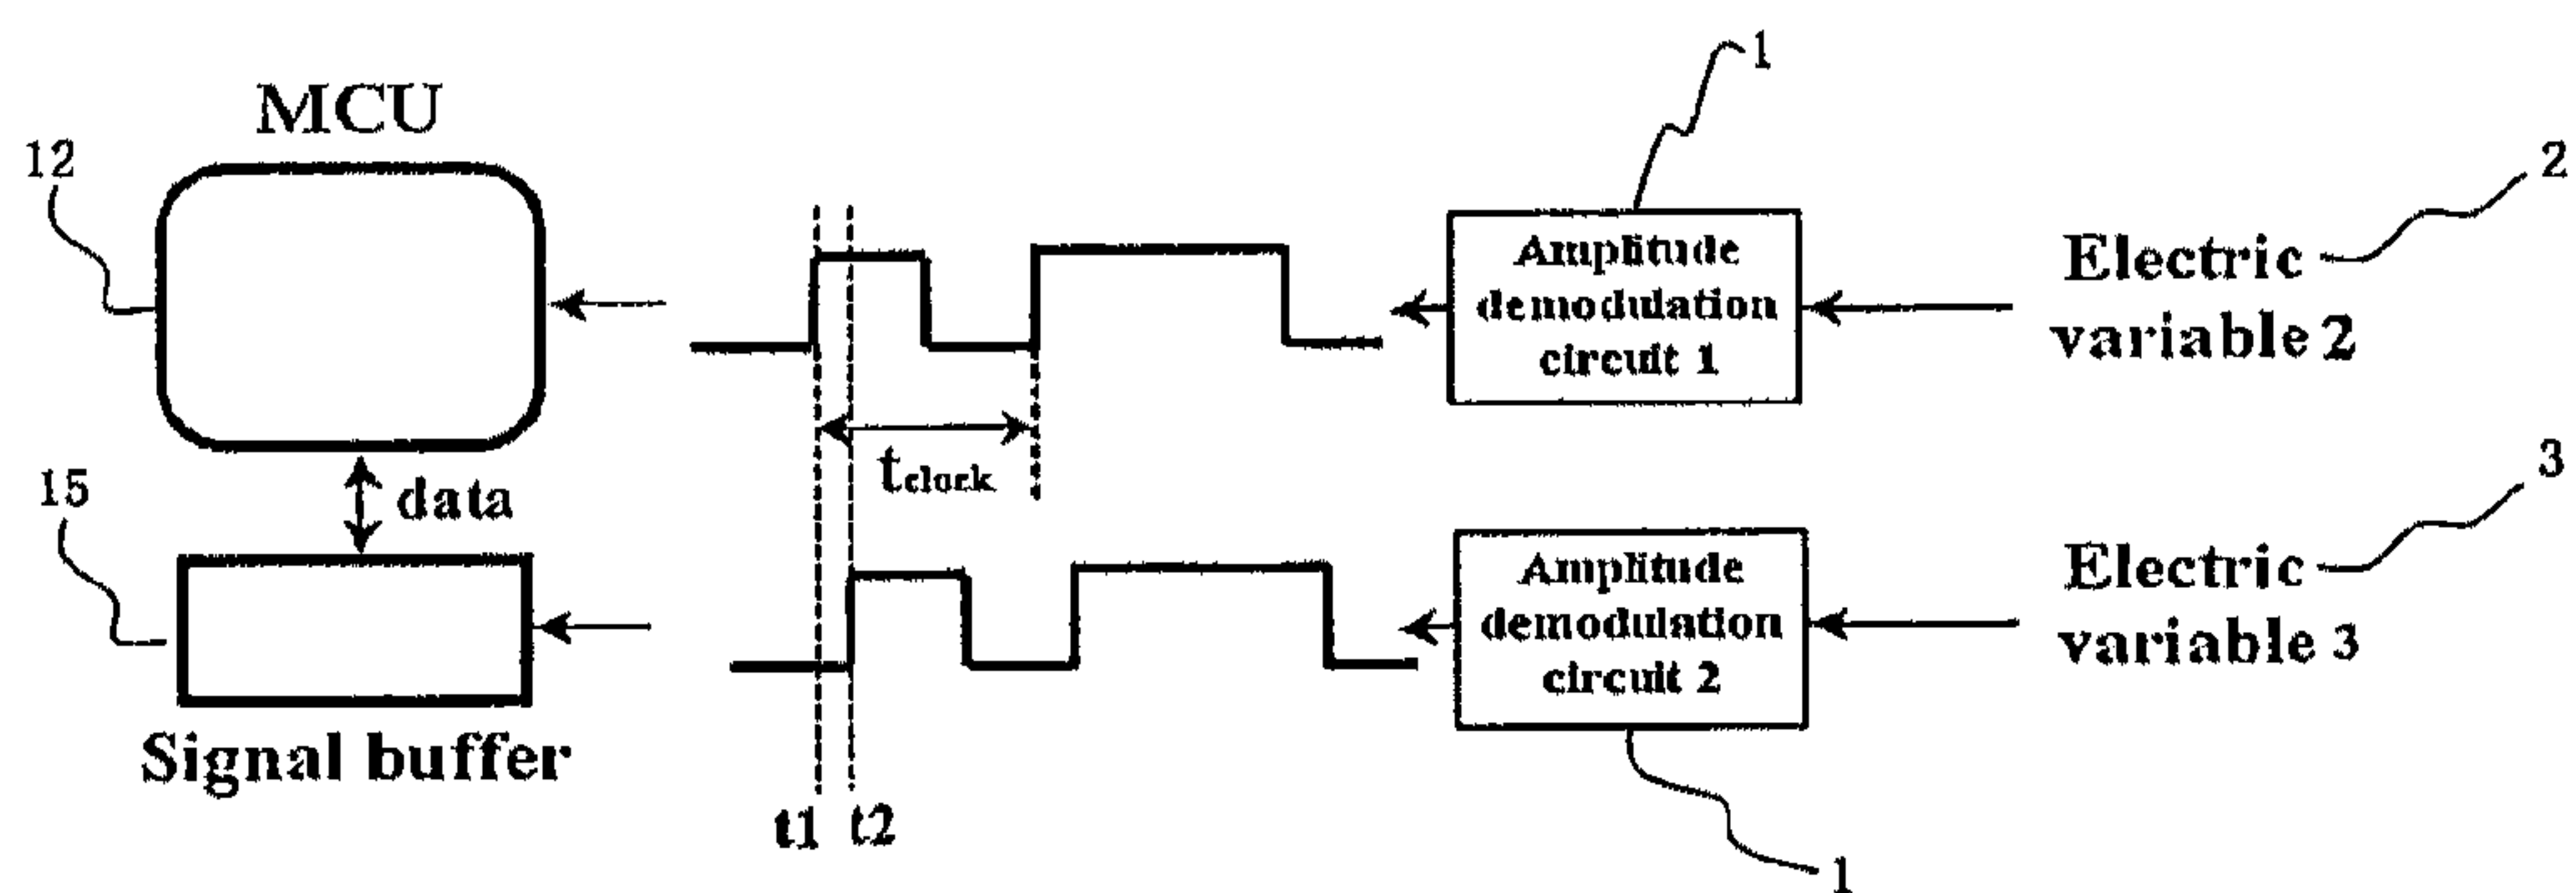 1
MCU
12
2
Amplitude
demodulation
circuit 1
Electric
variable 2
tclock
15
data
3
Amplitude
demodulation
circuit 2
Electric
variable 3
Signal buffer
t1 t2
1